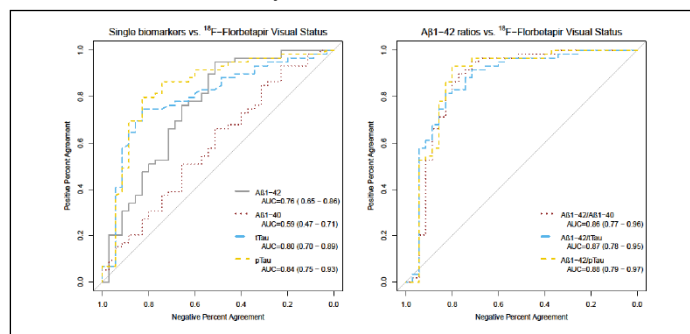 Single biomarkers vs. 18F-Florbetapir Visual Status
Positive Percent Agreement
1.0
0.8
0.6
0.4
0.2
0.0
Aβ1-42
AUC=0.76 ( 0.65 - 0.86)
Aβ1-40
AUC=0.59 (0.47 - 0.71)
tTau
AUC=0.80 (0.70 - 0.89)
pTau
AUC=0.84 (0.75 - 0.93)
1.0 0.8 0.6 0.4 0.2 0.0
Negative Percent Agreement
Aβ1-42 ratios vs. 18F-Florbetapir Visual Status
Positive Percent Agreement
1.0
0.8
0.6
0.4
0.2
0.0
Aβ1-42/Aβ1-40
AUC=0.86 (0.77 - 0.96)
Aβ1-42/tTau
AUC=0.87 (0.78 - 0.95)
Aβ1-42/pTau
AUC=0.88 (0.79 - 0.97)
1.0 0.8 0.6 0.4 0.2 0.0
Negative Percent Agreement